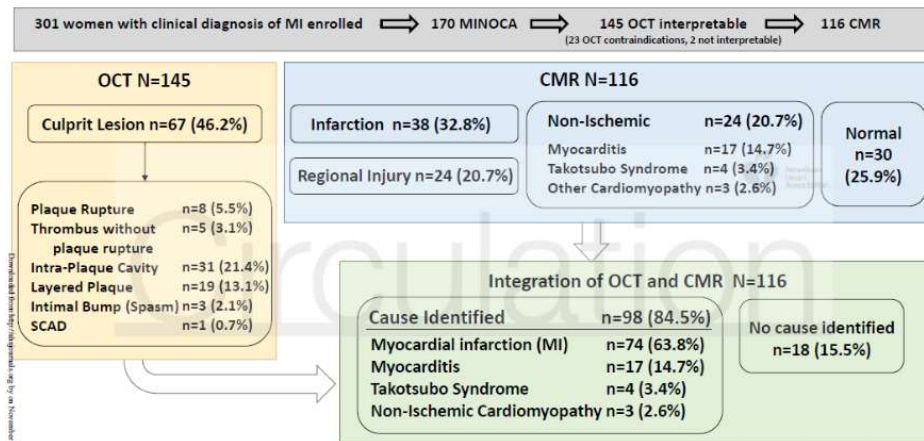 301 women with clinical diagnosis of MI enrolled
170 MINOCA
145 OCT interpretable
116 CMR
(23 OCT contraindications, 2 not interpretable)
OCT N=145
Culprit Lesion n=67 (46.2%)
Plaque Rupture n=8 (5.5%)
Thrombus without n=5 (3.1%)
plaque rupture
Intra-Plaque Cavity n=31 (21.4%)
Layered Plaque n=19 (13.1%)
Intimal Bump (Spasm) n=3 (2.1%)
SCAD n=1 (0.7%)
CMR N=116
Infarction n=38 (32.8%)
Regional Injury n=24 (20.7%)
Non-Ischemic n=24 (20.7%)
Myocarditis n=17 (14.7%)
Takotsubo Syndrome n=4 (3.4%)
Other Cardiomyopathy n=3 (2.6%)
Normal
n=30
(25.9%)
Circulation
Integration of OCT and CMR N=116
Cause Identified n=98 (84.5%)
Myocardial infarction (MI) n=74 (63.8%)
Myocarditis n=17 (14.7%)
Takotsubo Syndrome n=4 (3.4%)
Non-Ischemic Cardiomyopathy n=3 (2.6%)
No cause identified
n=18 (15.5%)
Downloaded from by on November